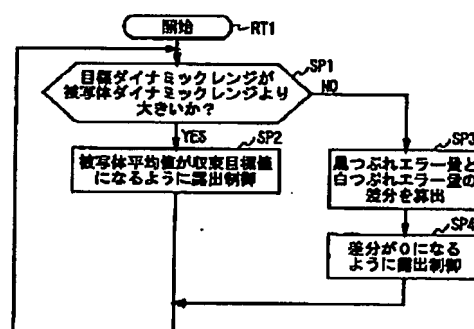 開始
RT1
目標ダイナミックレンジが
被写体ダイナミックレンジより
大きいか?
SP1
NO
YES
SP2
被写体平均値が収束目標値
になるように露出制御
SP3
黒つぶれエラー量と
白つぶれエラー量の
差分を算出
SP4
差分が0になる
ように露出制御